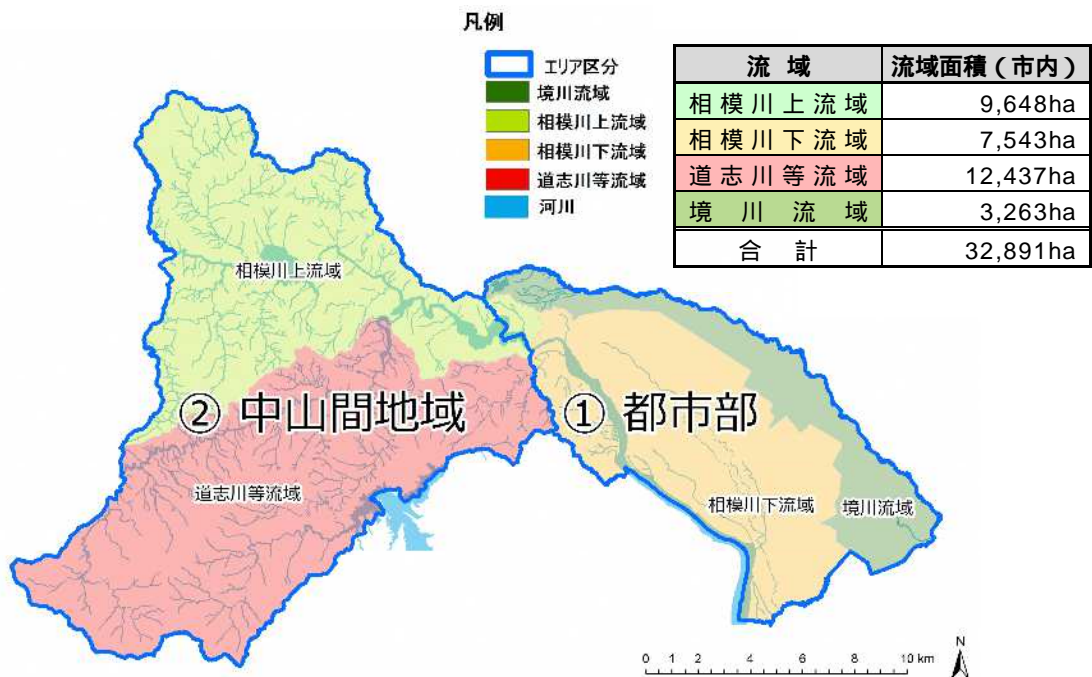 凡例
エリア区分
境川流域
相模川上流域
相模川下流域
道志川等流域
河川
流 域 流域面積(市内)
相模川上流域 9,648ha
相模川下流域 7,543ha
道志川等流域 12,437ha
境川流域 3,263ha
合 計 32,891ha
相模川上流域
② 中山間地域
① 都市部
道志川等流域
相模川下流域
境川流域
0 1 2 4 6 8 10 km
N